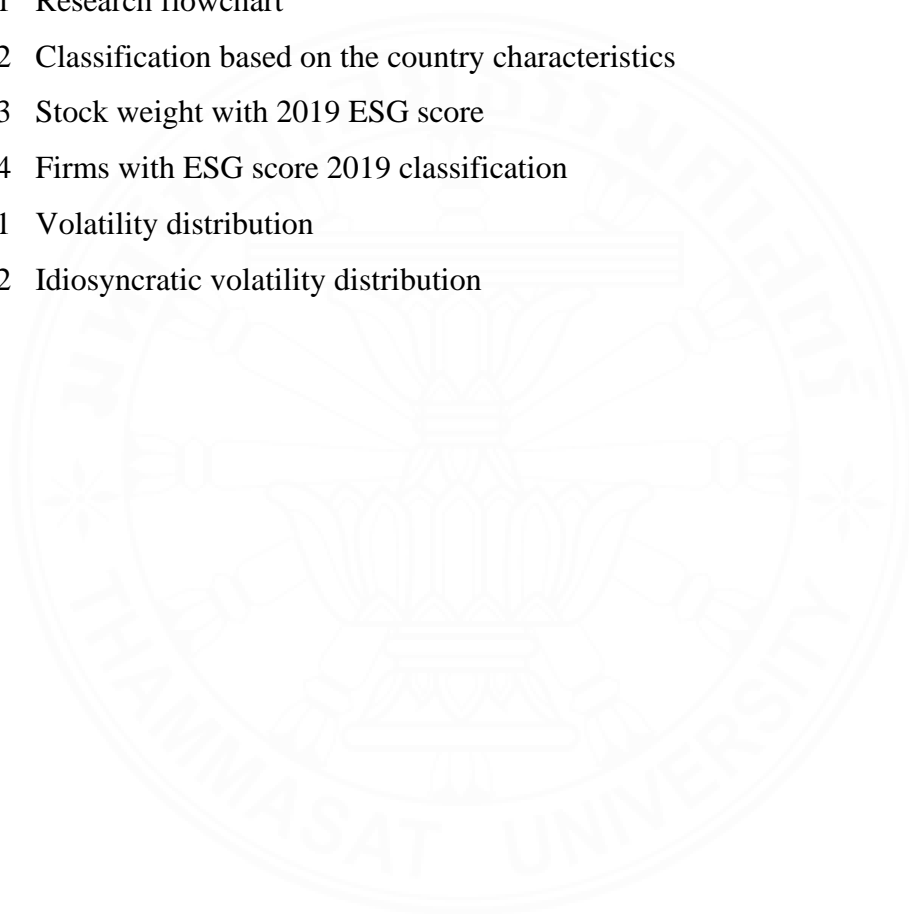 1 Research flowchart
2 Classification based on the country characteristics
3 Stock weight with 2019 ESG score
4 Firms with ESG score 2019 classification
1 Volatility distribution
2 Idiosyncratic volatility distribution
THAMMASAT UNIVERSITY